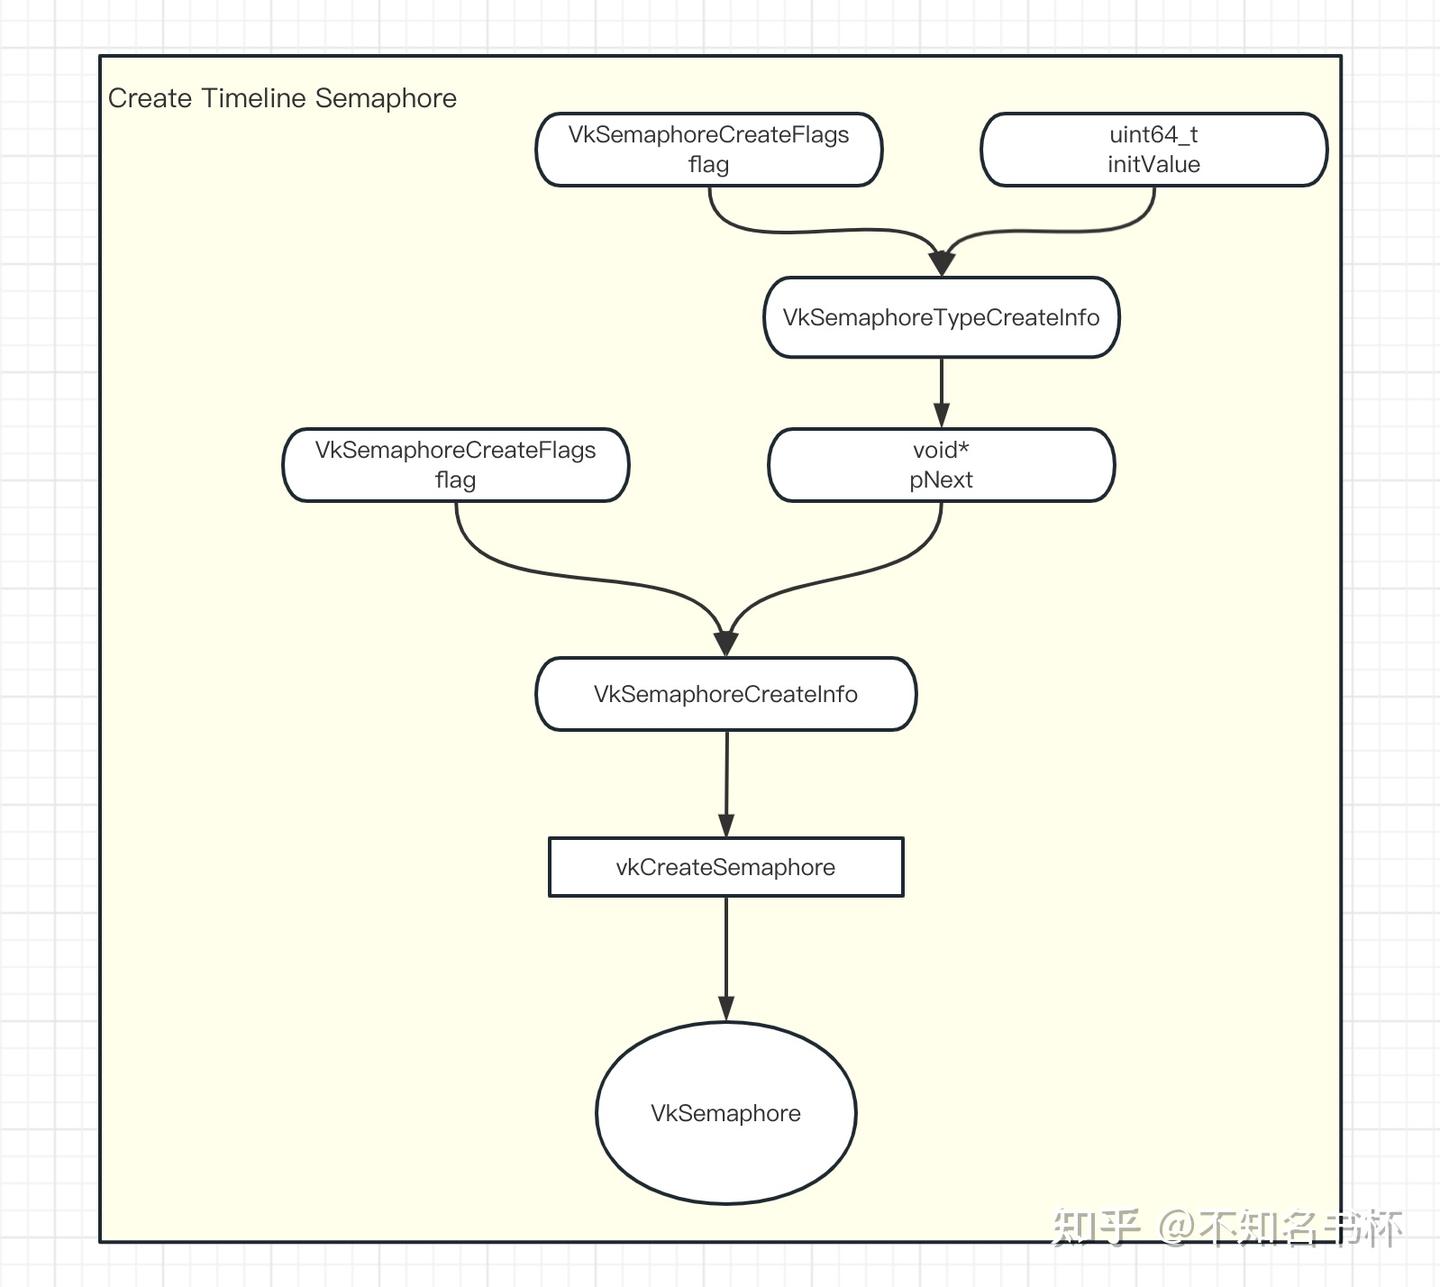 Create Timeline Semaphore
VkSemaphoreCreateFlags
flag
uint64_t
initValue
VkSemaphoreTypeCreateInfo
VkSemaphoreCreateFlags
flag
void*
pNext
VkSemaphoreCreateInfo
vkCreateSemaphore
VkSemaphore
知乎 @不知名书杯